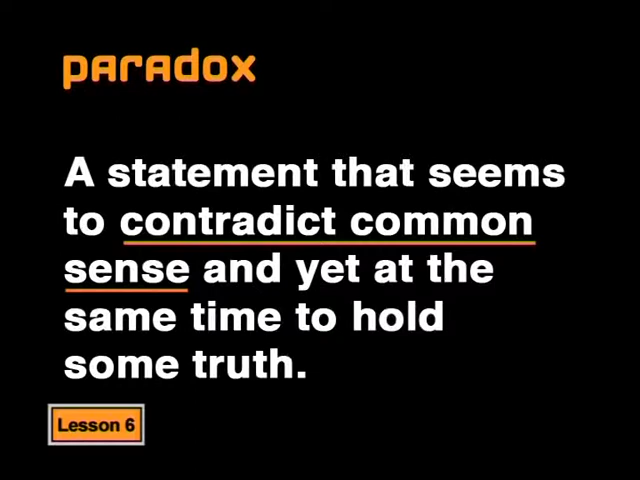 paradox
A statement that seems
to contradict common
sense and yet at the
same time to hold
some truth.
Lesson 6